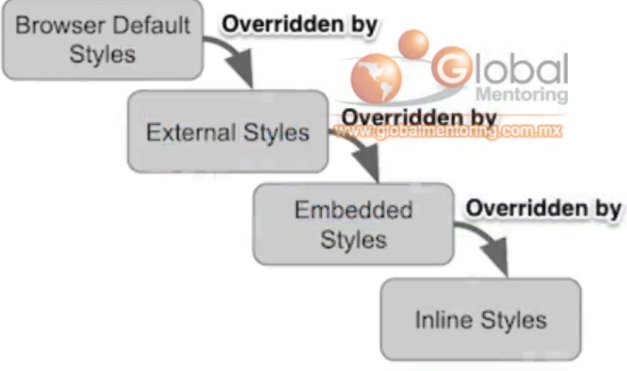 Browser Default
Styles
Overridden by
Global
Mentoring
External Styles
Overridden by
www.globalmentoring.com.mx
Embedded
Styles
Overridden by
Inline Styles